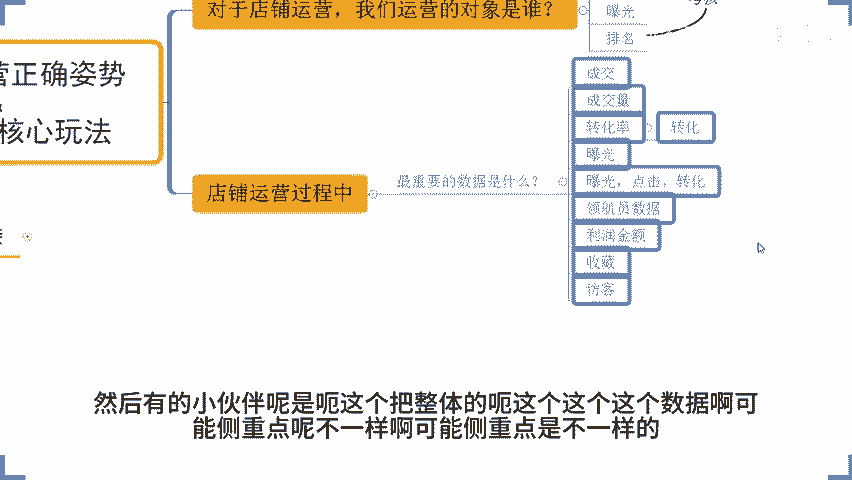 对于店铺运营，我们运营的对象是谁？
曝光
排名
营正确姿势
核心玩法
成交
成交量
转化率
转化
曝光
店铺运营过程中
最重要的数据是什么？
曝光，点击，转化
领航员数据
利润金额
收藏
访客
然后有的小伙伴呢是呃这个把整体的呃这个这个这个数据啊可
能侧重点呢不一样啊可能侧重点是不一样的